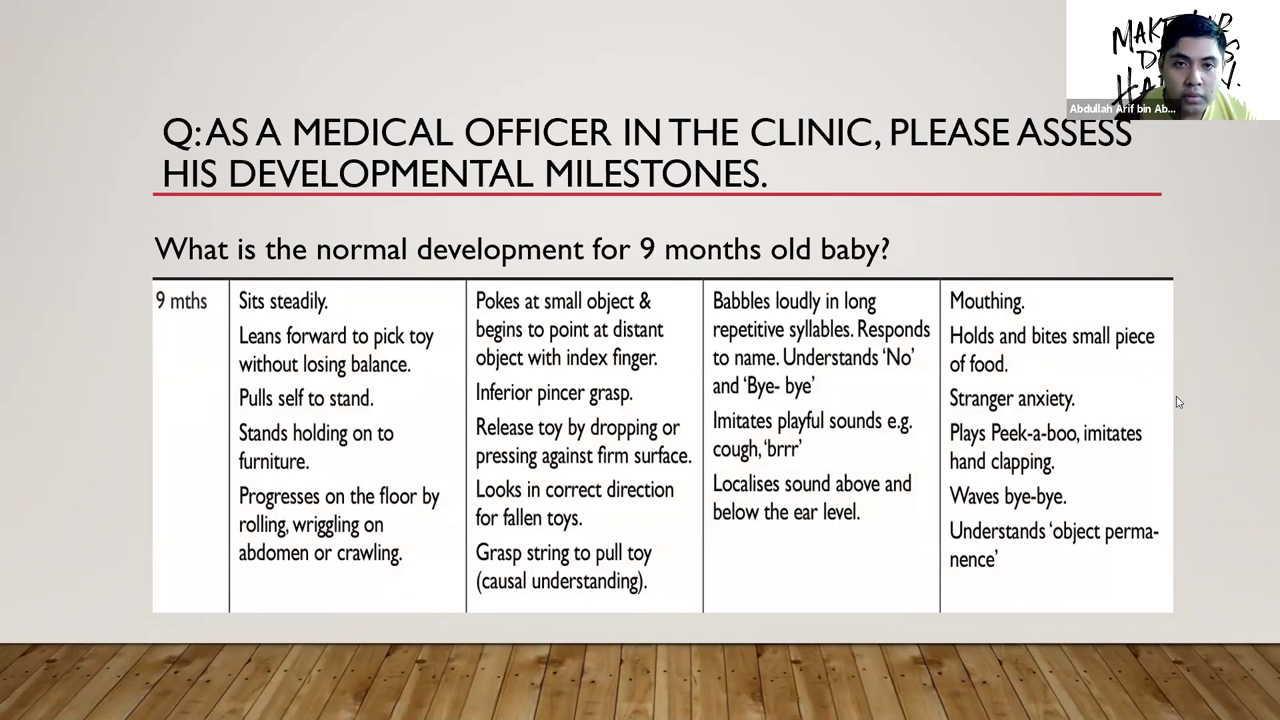 Abdullah Arif bin Ab...
Q: AS A MEDICAL OFFICER IN THE CLINIC, PLEASE ASSESS
HIS DEVELOPMENTAL MILESTONES.
What is the normal development for 9 months old baby?
9 mths
Sits steadily.
Leans forward to pick toy
without losing balance.
Pulls self to stand.
Stands holding on to
furniture.
Progresses on the floor by
rolling, wriggling on
abdomen or crawling.
Pokes at small object &
begins to point at distant
object with index finger.
Inferior pincer grasp.
Release toy by dropping or
pressing against firm surface.
Looks in correct direction
for fallen toys.
Grasp string to pull toy
(causal understanding).
Babbles loudly in long
repetitive syllables. Responds
to name. Understands ‘No’
and ‘Bye- bye’
Imitates playful sounds e.g.
cough, ‘brrr’
Localises sound above and
below the ear level.
Mouthing.
Holds and bites small piece
of food.
Stranger anxiety.
Plays Peek-a-boo, imitates
hand clapping.
Waves bye-bye.
Understands ‘object perma-
nence’